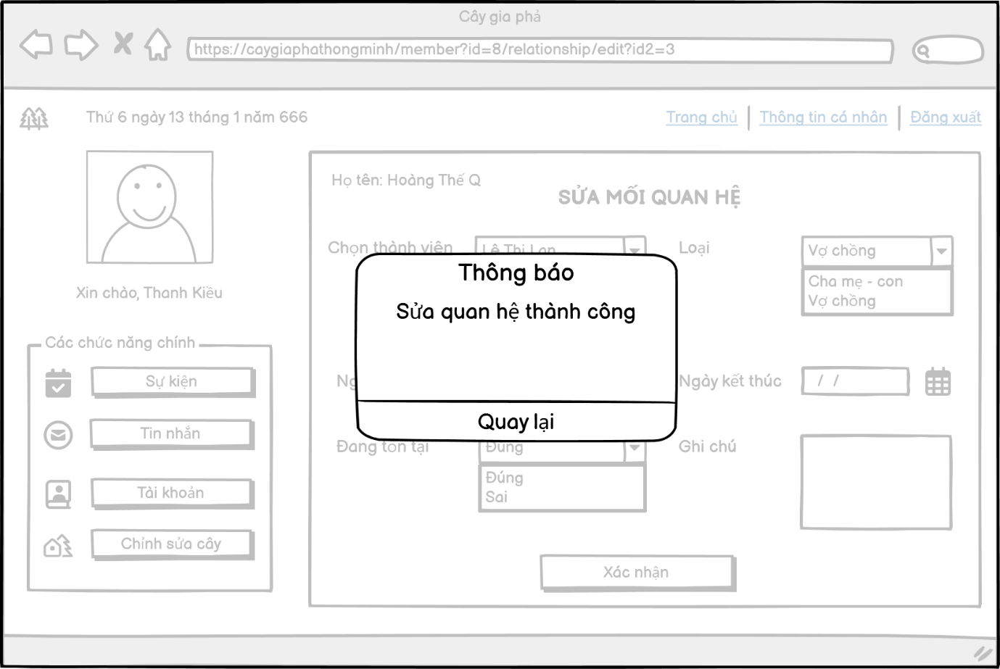 Cây gia phả
https://caygiaphathongminh/member?id=8/relationship/edit?id2=3
Thứ 6 ngày 13 tháng 1 năm 666
Trang chủ
Thông tin cá nhân
Đăng xuất
Xin chào, Thanh Kiều
Các chức năng chính
Sự kiện
Tin nhắn
Tài khoản
Chỉnh sửa cây
Họ tên: Hoàng Thế Q
SỬA MỐI QUAN HỆ
Chọn thành viên
Lê Thị Lan
Loại
Vợ chồng
Cha mẹ - con
Vợ chồng
Thông báo
Sửa quan hệ thành công
Quay lại
Ngày kết thúc
/ /
Đang tồn tại
Đúng
Đúng
Sai
Ghi chú
Xác nhận